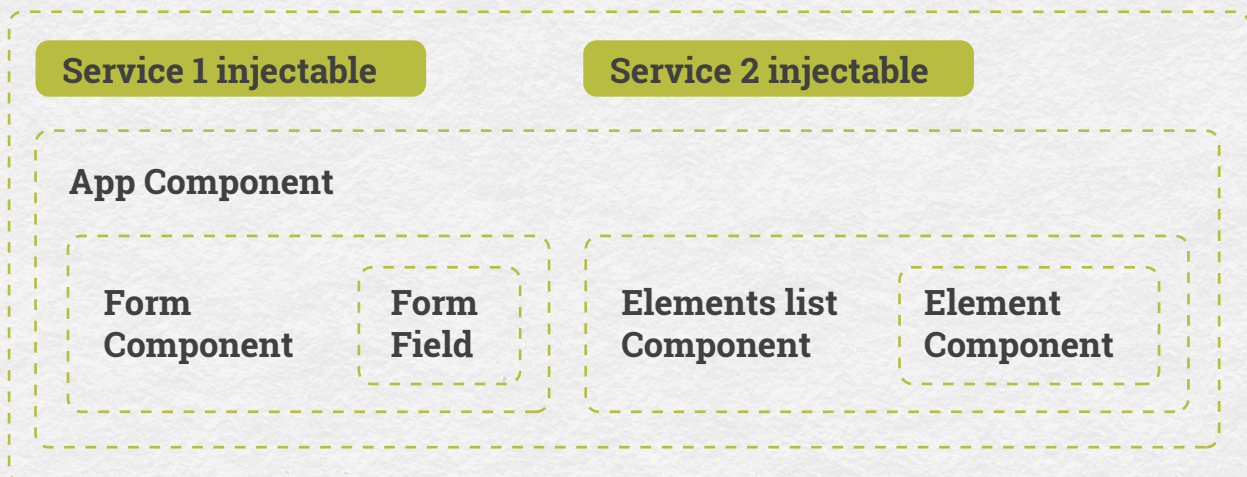 Service 1 injectable
Service 2 injectable
App Component
Form
Component
Form
Field
Elements list
Component
Element
Component